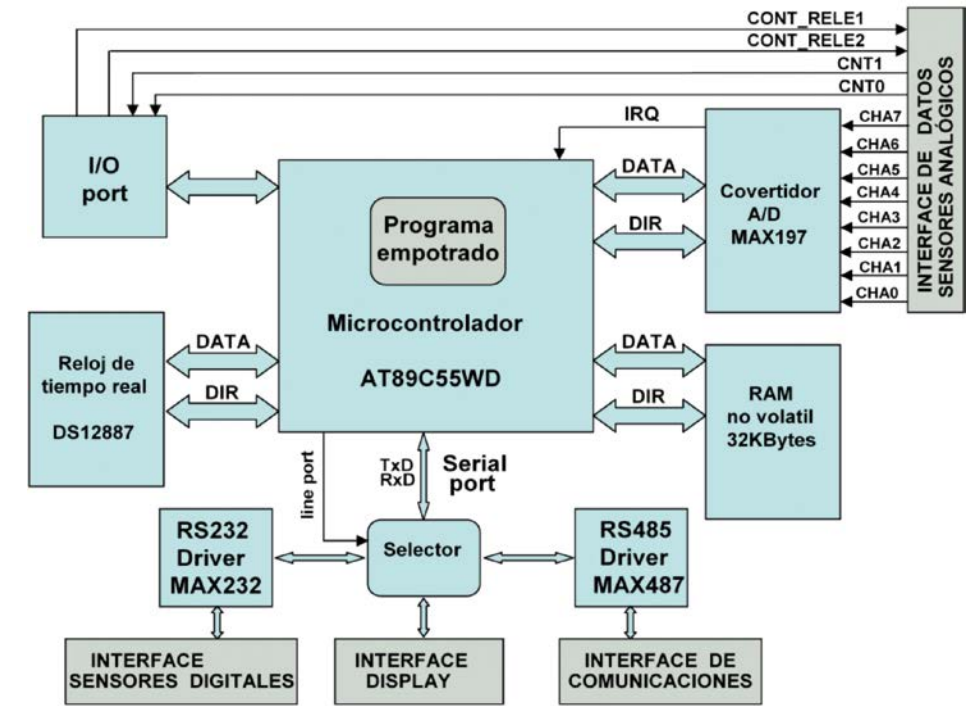 CONT_RELE1
CONT_RELE2
CNT1
CNT0
I/O
port
IRQ
DATA
DIR
Covertidor
A/D
MAX197
CHA7
CHA6
CHA5
CHA4
CHA3
CHA2
CHA1
CHA0
INTERFACE DE DATOS
SENSORES ANALÓGICOS
Programa
empotrado
Microcontrolador
AT89C55WD
Reloj de
tiempo real
DS12887
DATA
DIR
DATA
DIR
RAM
no volatil
32KBytes
line port
TxD
RxD
Serial
port
RS232
Driver
MAX232
Selector
RS485
Driver
MAX487
INTERFACE
SENSORES DIGITALES
INTERFACE
DISPLAY
INTERFACE DE
COMUNICACIONES